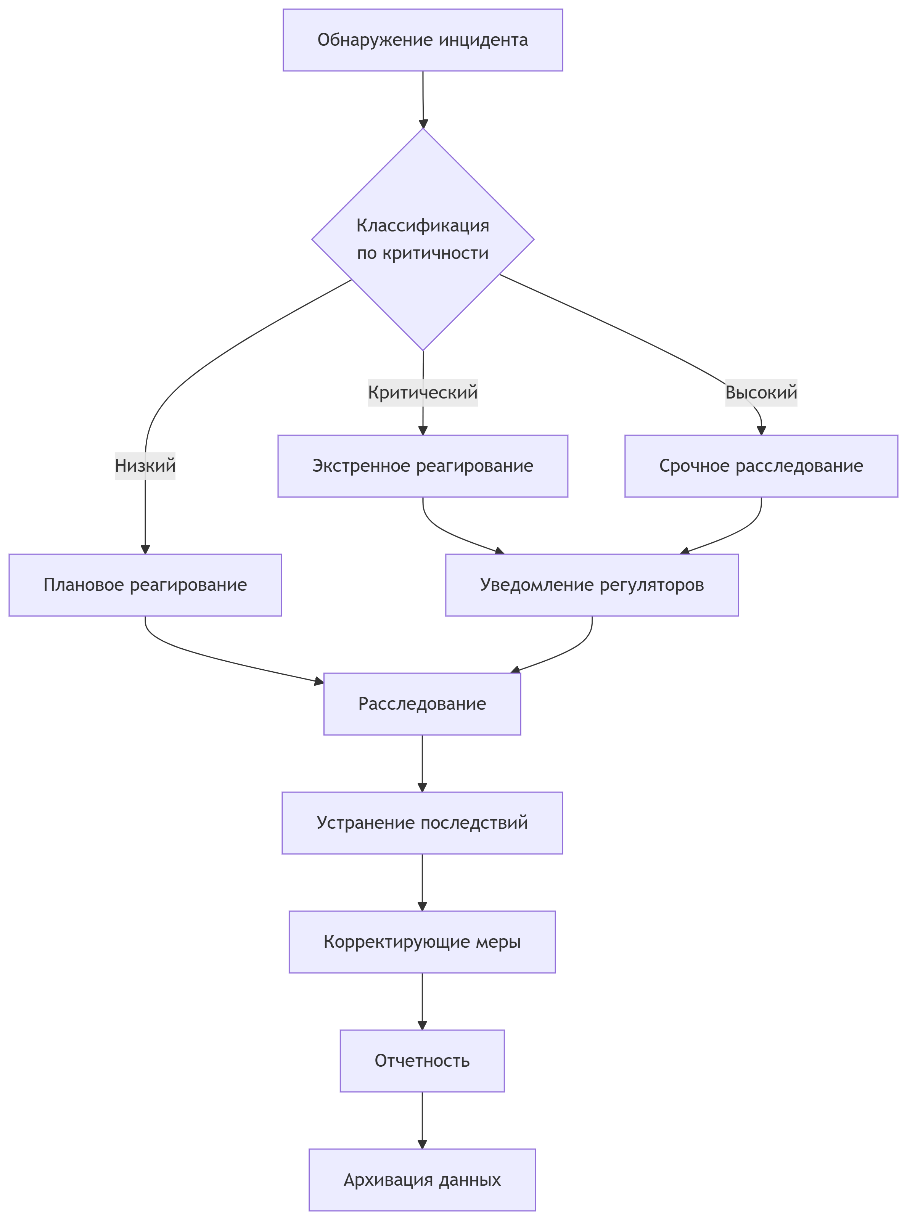 Обнаружение инцидента
Классификация
по критичности
Критический
Высокий
Низкий
Экстренное реагирование
Срочное расследование
Плановое реагирование
Уведомление регуляторов
Расследование
Устранение последствий
Корректирующие меры
Отчетность
Архивация данных